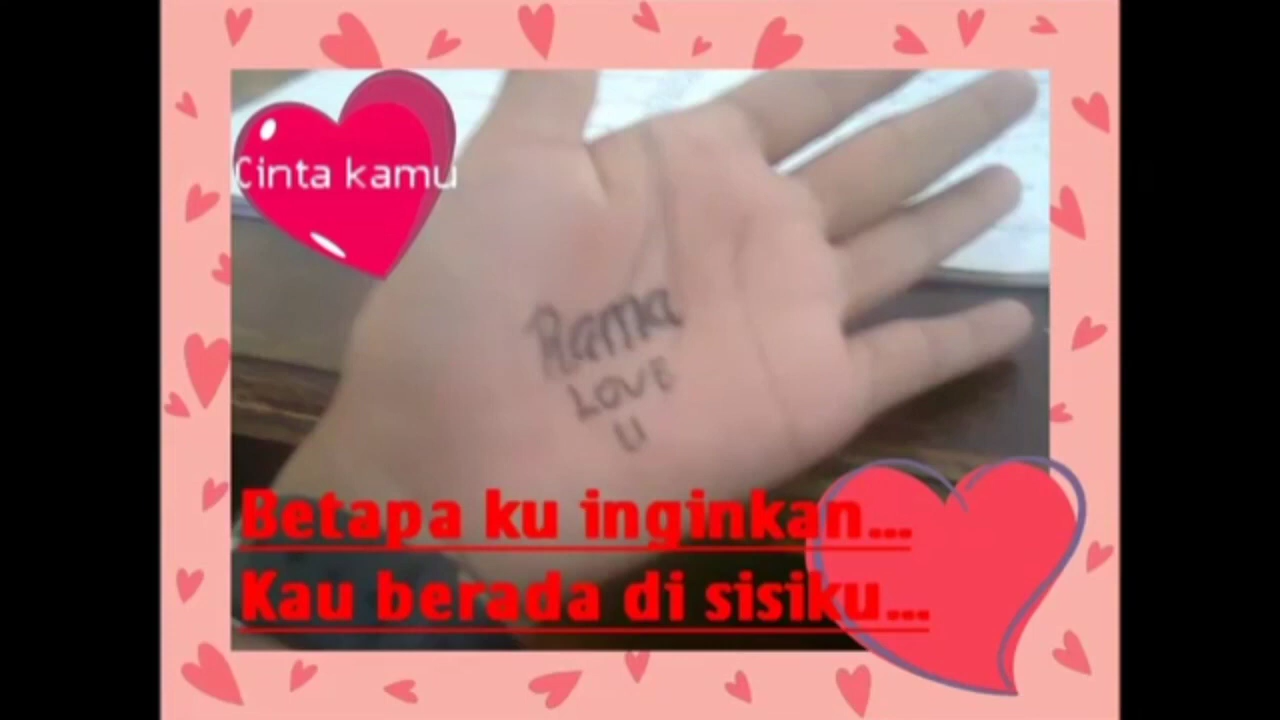 Cinta kamu
Rama
LOVE
U
Betapa ku inginkan...
Kau berada di sisiku...